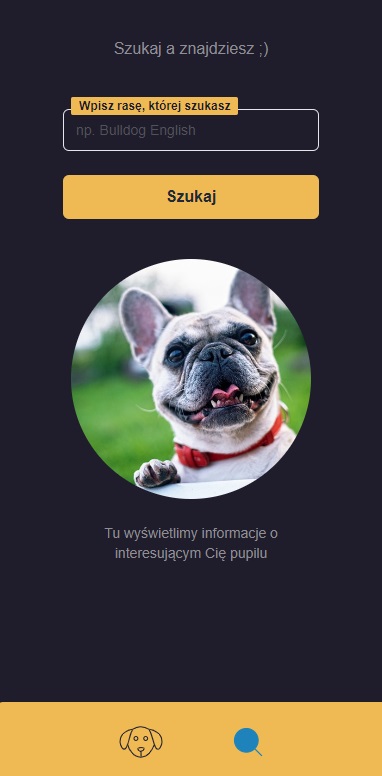 Szukaj a znajdziesz ;)
Wpisz rasę, której szukasz
np. Bulldog English
Szukaj
Tu wyświetlimy informacje o
interesującym Cię pupilu